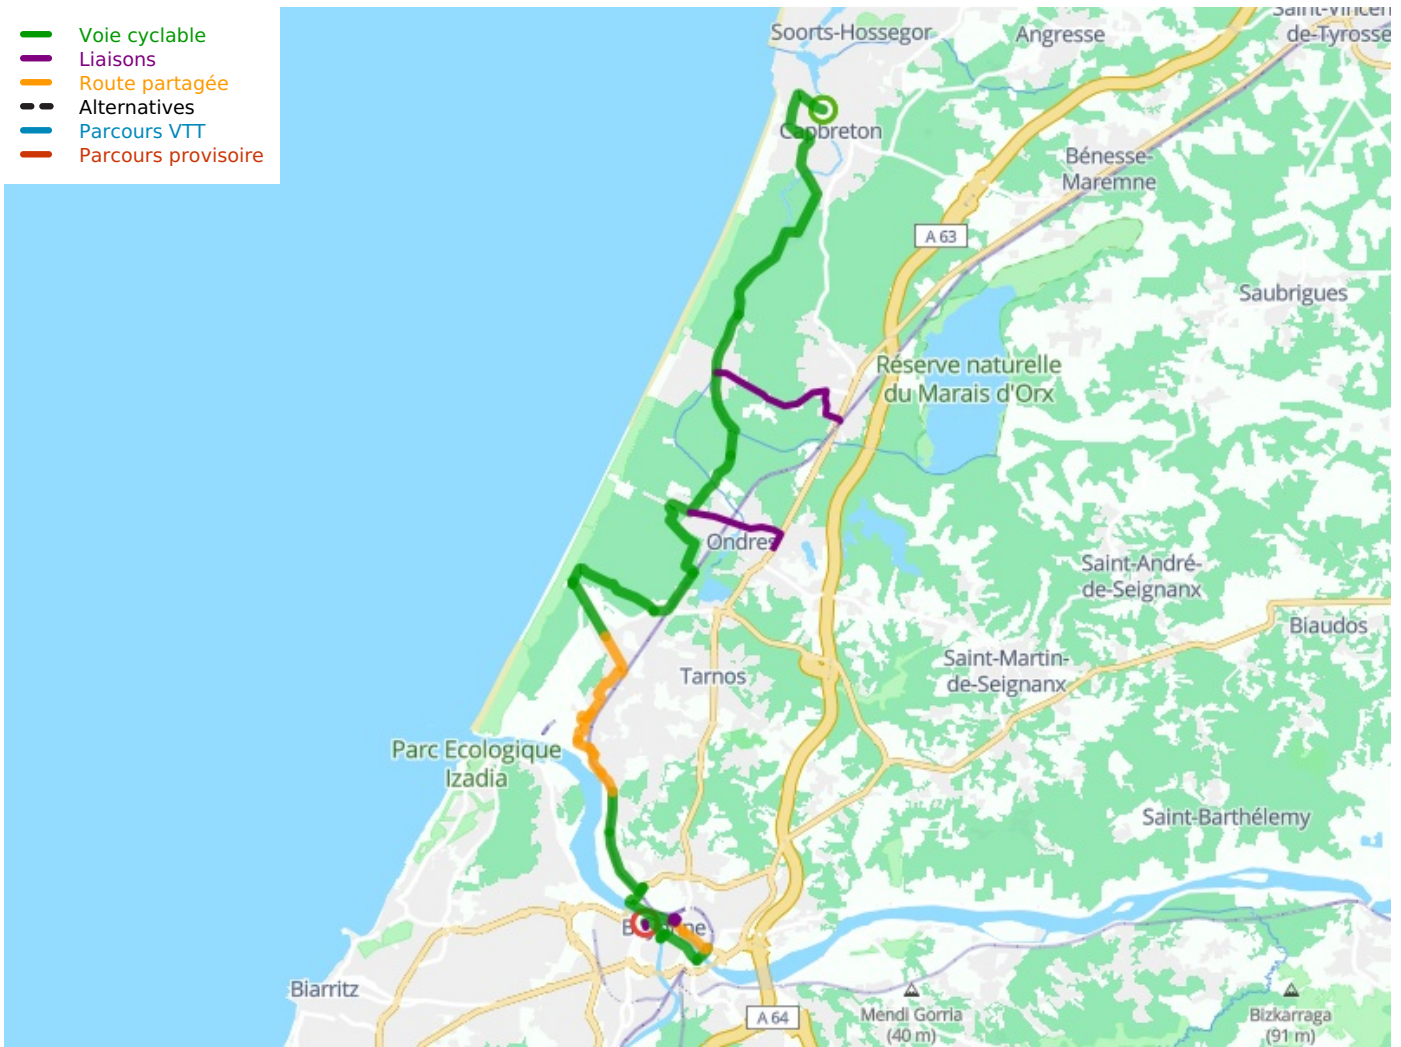 Voie cyclable
Liaisons
Route partagée
Alternatives
Parcours VTT
Parcours provisoire
Soorts-Hossegor
Angresse
Saint-Vincen
de-Tyrosse
Capbreton
Bénesse-
Maremne
A 63
Saubrigues
Réserve naturelle
du Marais d'Orx
Ondres
Saint-André-
de-Seignanx
Biaudos
Saint-Martin-
de-Seignanx
Tarnos
Parc Ecologique
Izadia
Saint-Barthélemy
Biarritz
A 64
Mendi Gorria
(40 m)
Bizkarraga
(91 m)